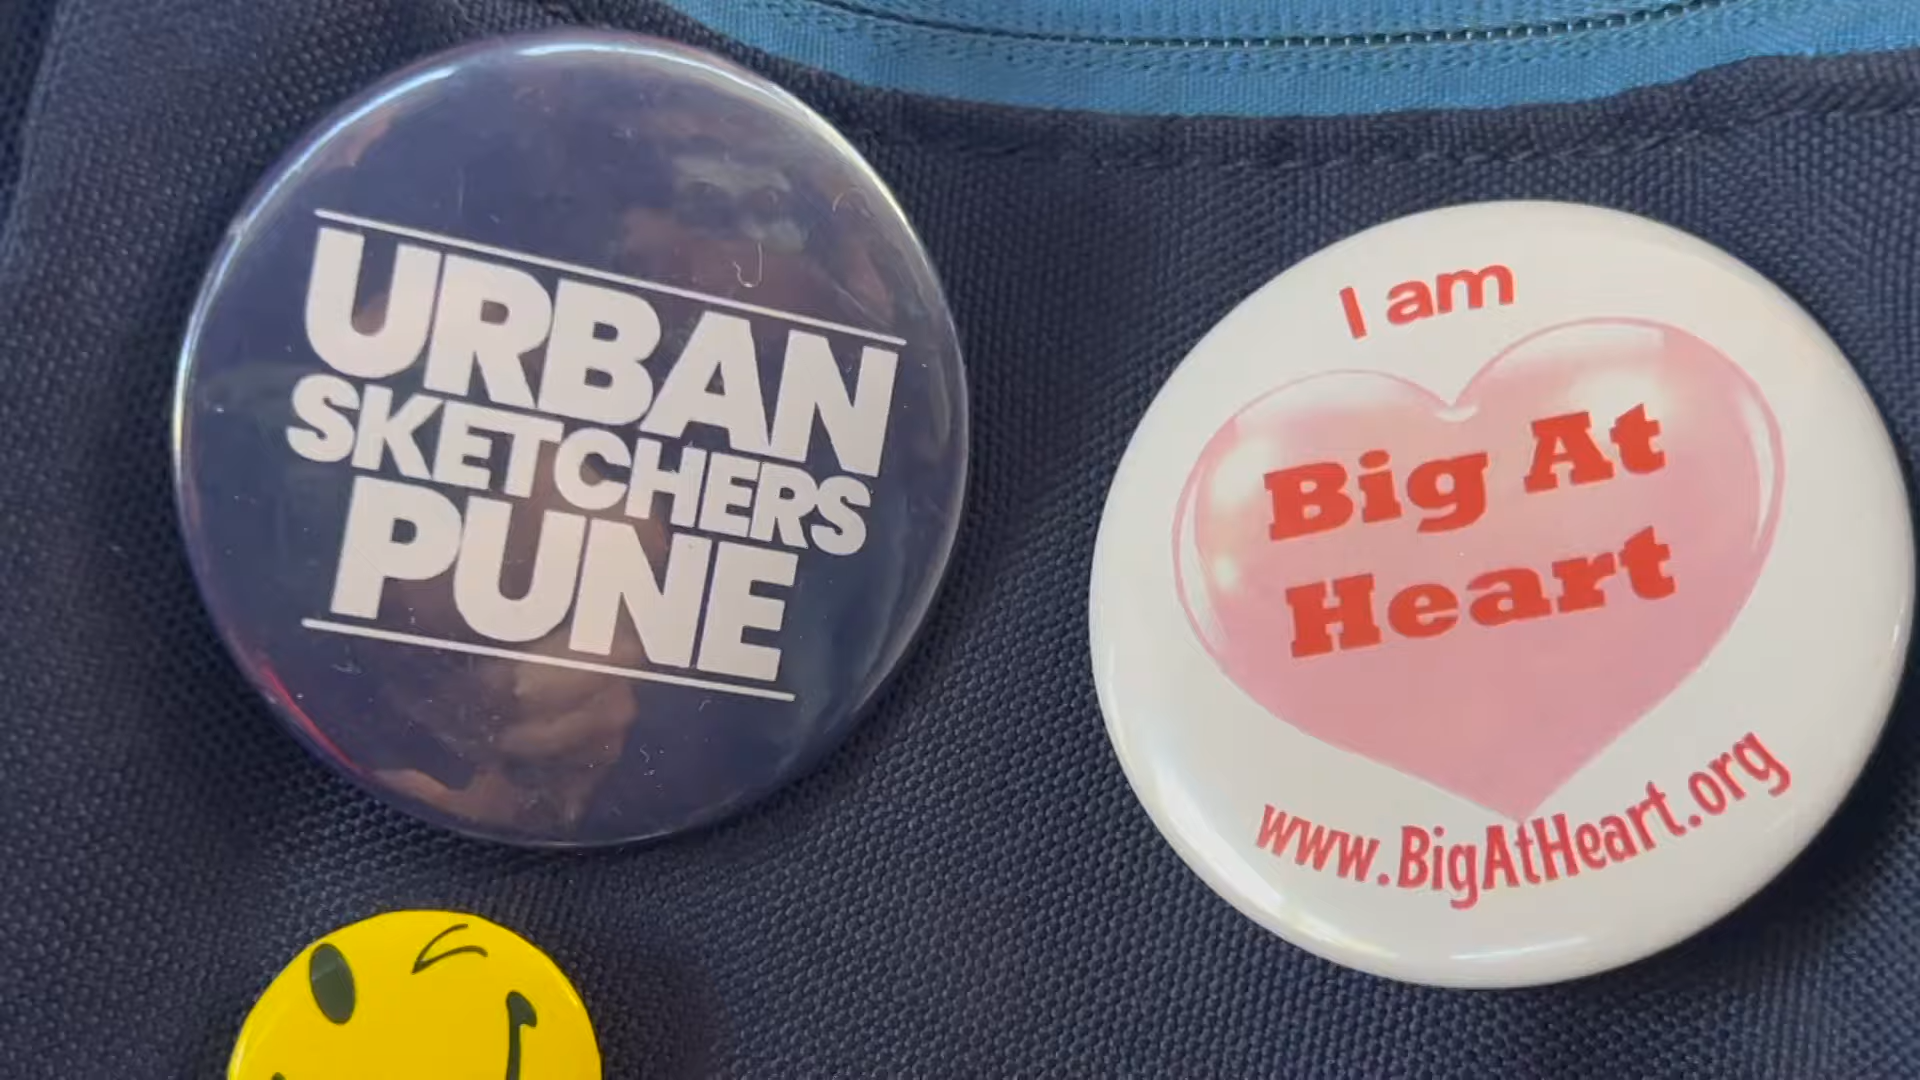 URBAN
SKETCHERS
PUNE
I am
Big At
Heart
www.BigAtHeart.org